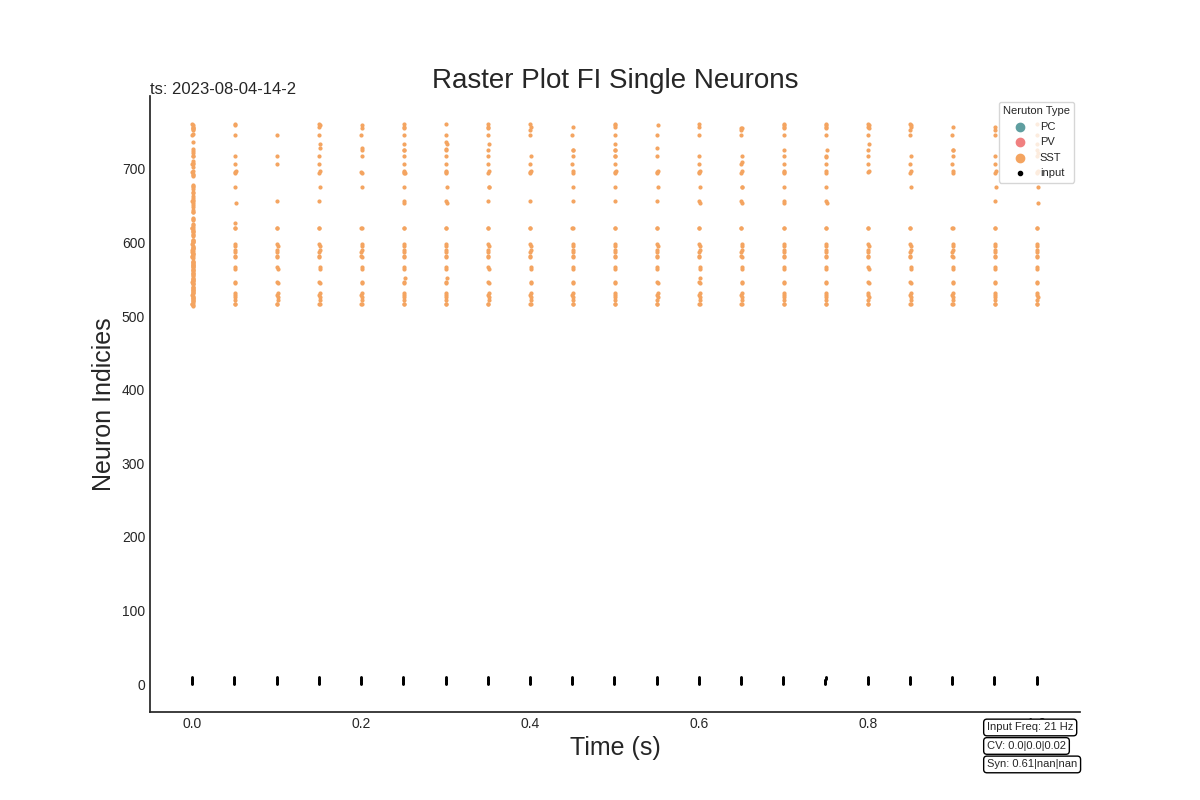 Raster Plot FI Single Neurons
ts: 2023-08-04-14-2
Neruton Type
PC
PV
SST
input
700
600
500
400
300
200
100
0
Neuron Indicies
0.0 0.2 0.4 0.6 0.8
Time (s)
Input Freq: 21 Hz
CV: 0.0|0.0|0.02
Syn: 0.61|nan|nan